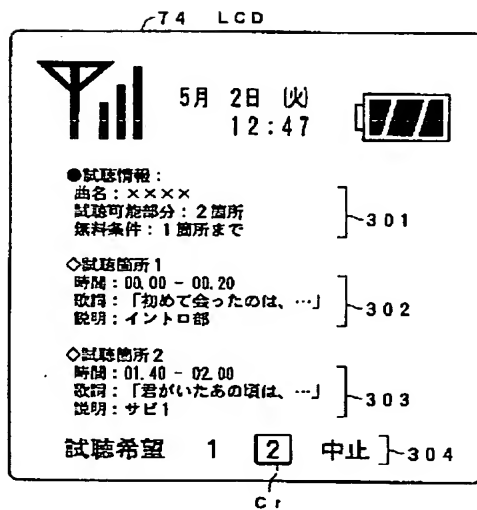 74 LCD
5月 2日 (火)
12:47
●試聴情報:
曲名:××××
試聴可能部分:2箇所
無料条件:1箇所まで
301
◇試聴箇所1
時間:00.00 - 00.20
歌詞:「初めて会ったのは、…」
説明:イントロ部
302
◇試聴箇所2
時間:01.40 - 02.00
歌詞:「君がいたあの頃は、…」
説明:サビ1
303
試聴希望 1 2 中止
304
Cr